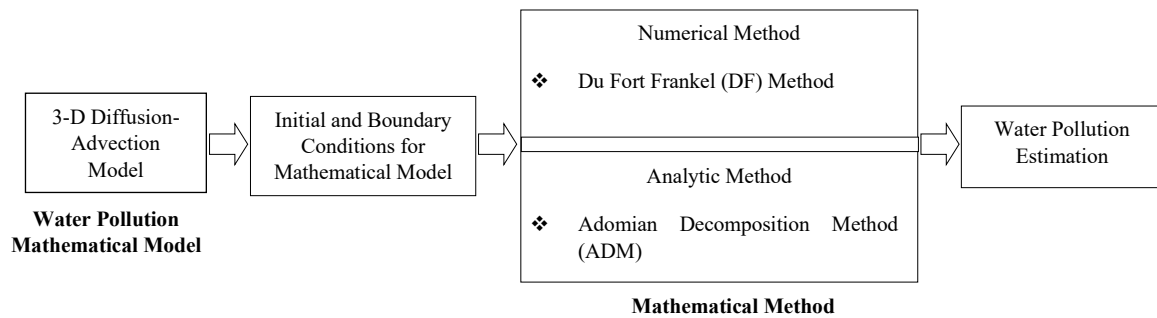 3-D Diffusion-
Advection
Model
Water Pollution
Mathematical Model
Initial and Boundary
Conditions for
Mathematical Model
Numerical Method
❖ Du Fort Frankel (DF) Method
Analytic Method
❖ Adomian Decomposition Method
(ADM)
Mathematical Method
Water Pollution
Estimation